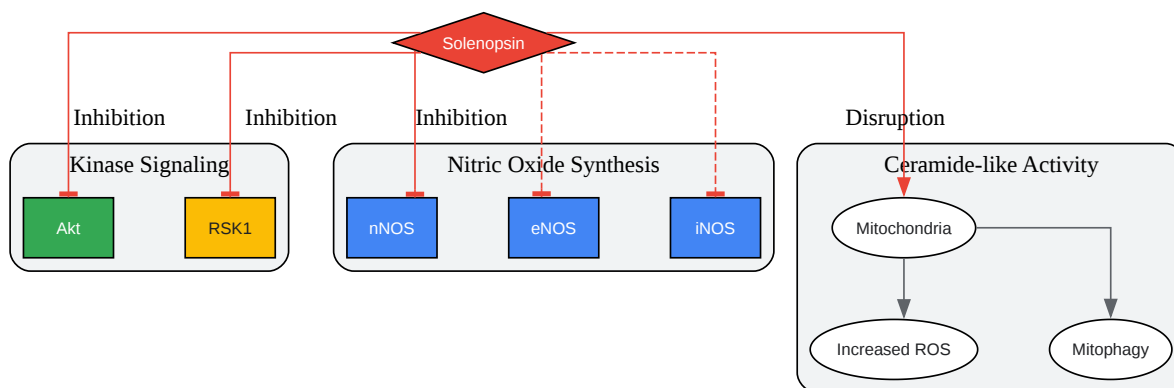 Solenopsin
Inhibition
Inhibition
Inhibition
Disruption
Kinase Signaling
Nitric Oxide Synthesis
Ceramide-like Activity
Akt
RSK1
nNOS
eNOS
iNOS
Mitochondria
Increased ROS
Mitophagy